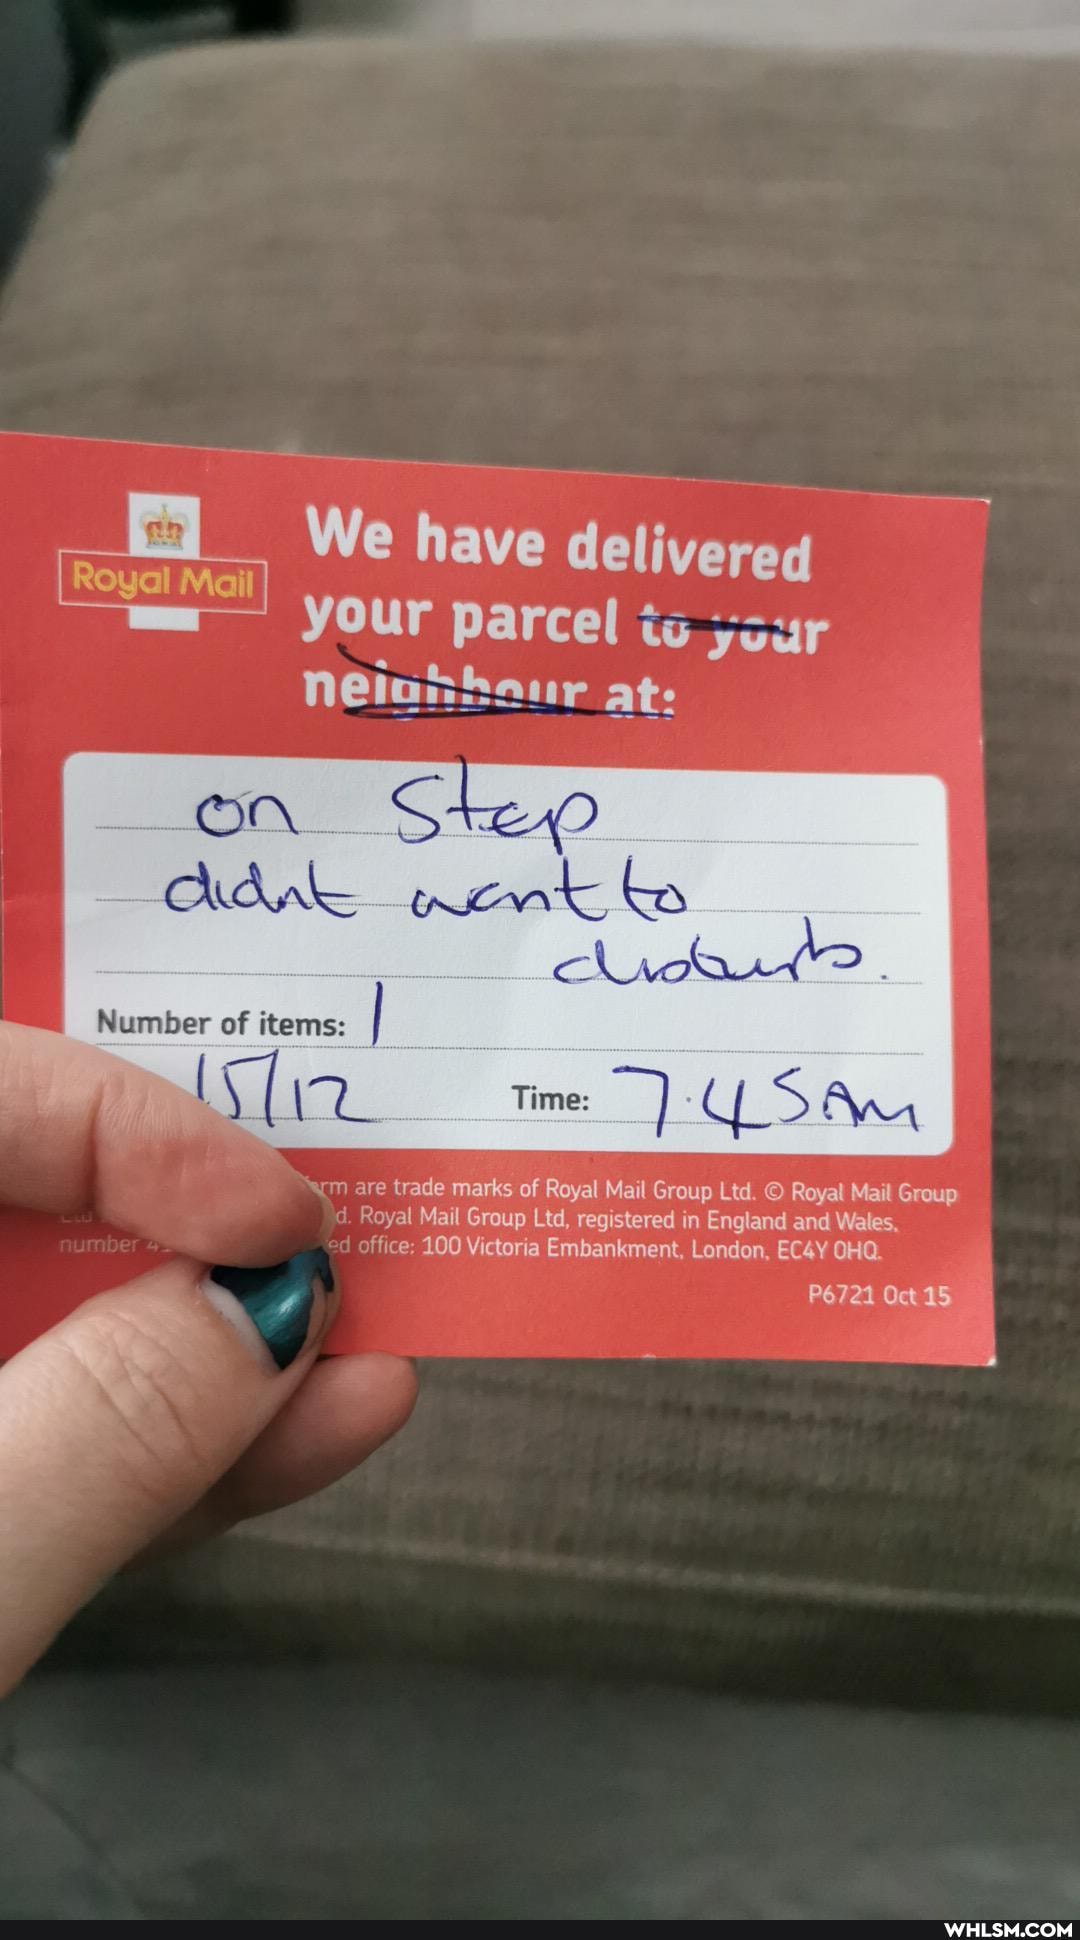 Royal Mail
We have delivered
your parcel to your
neighbour at:
on Step
didnt want to
disturb.
Number of items: 1
15/12 Time: 7.45AM
are trade marks of Royal Mail Group Ltd. © Royal Mail Group
Royal Mail Group Ltd, registered in England and Wales,
number office: 100 Victoria Embankment, London, EC4Y 0HQ.
P6721 Oct 15
WHLSM.COM